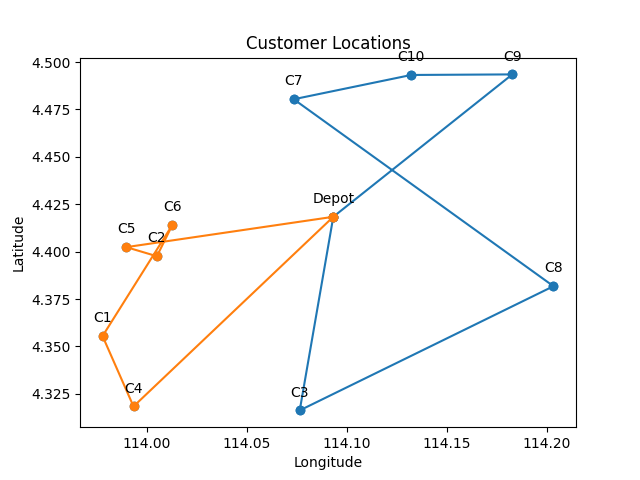 Customer Locations
C10
C9
C7
C6
Depot
C5
C2
C8
C1
C4
C3
4.500
4.475
4.450
4.425
4.400
4.375
4.350
4.325
Latitude
114.00
114.05
114.10
114.15
114.20
Longitude